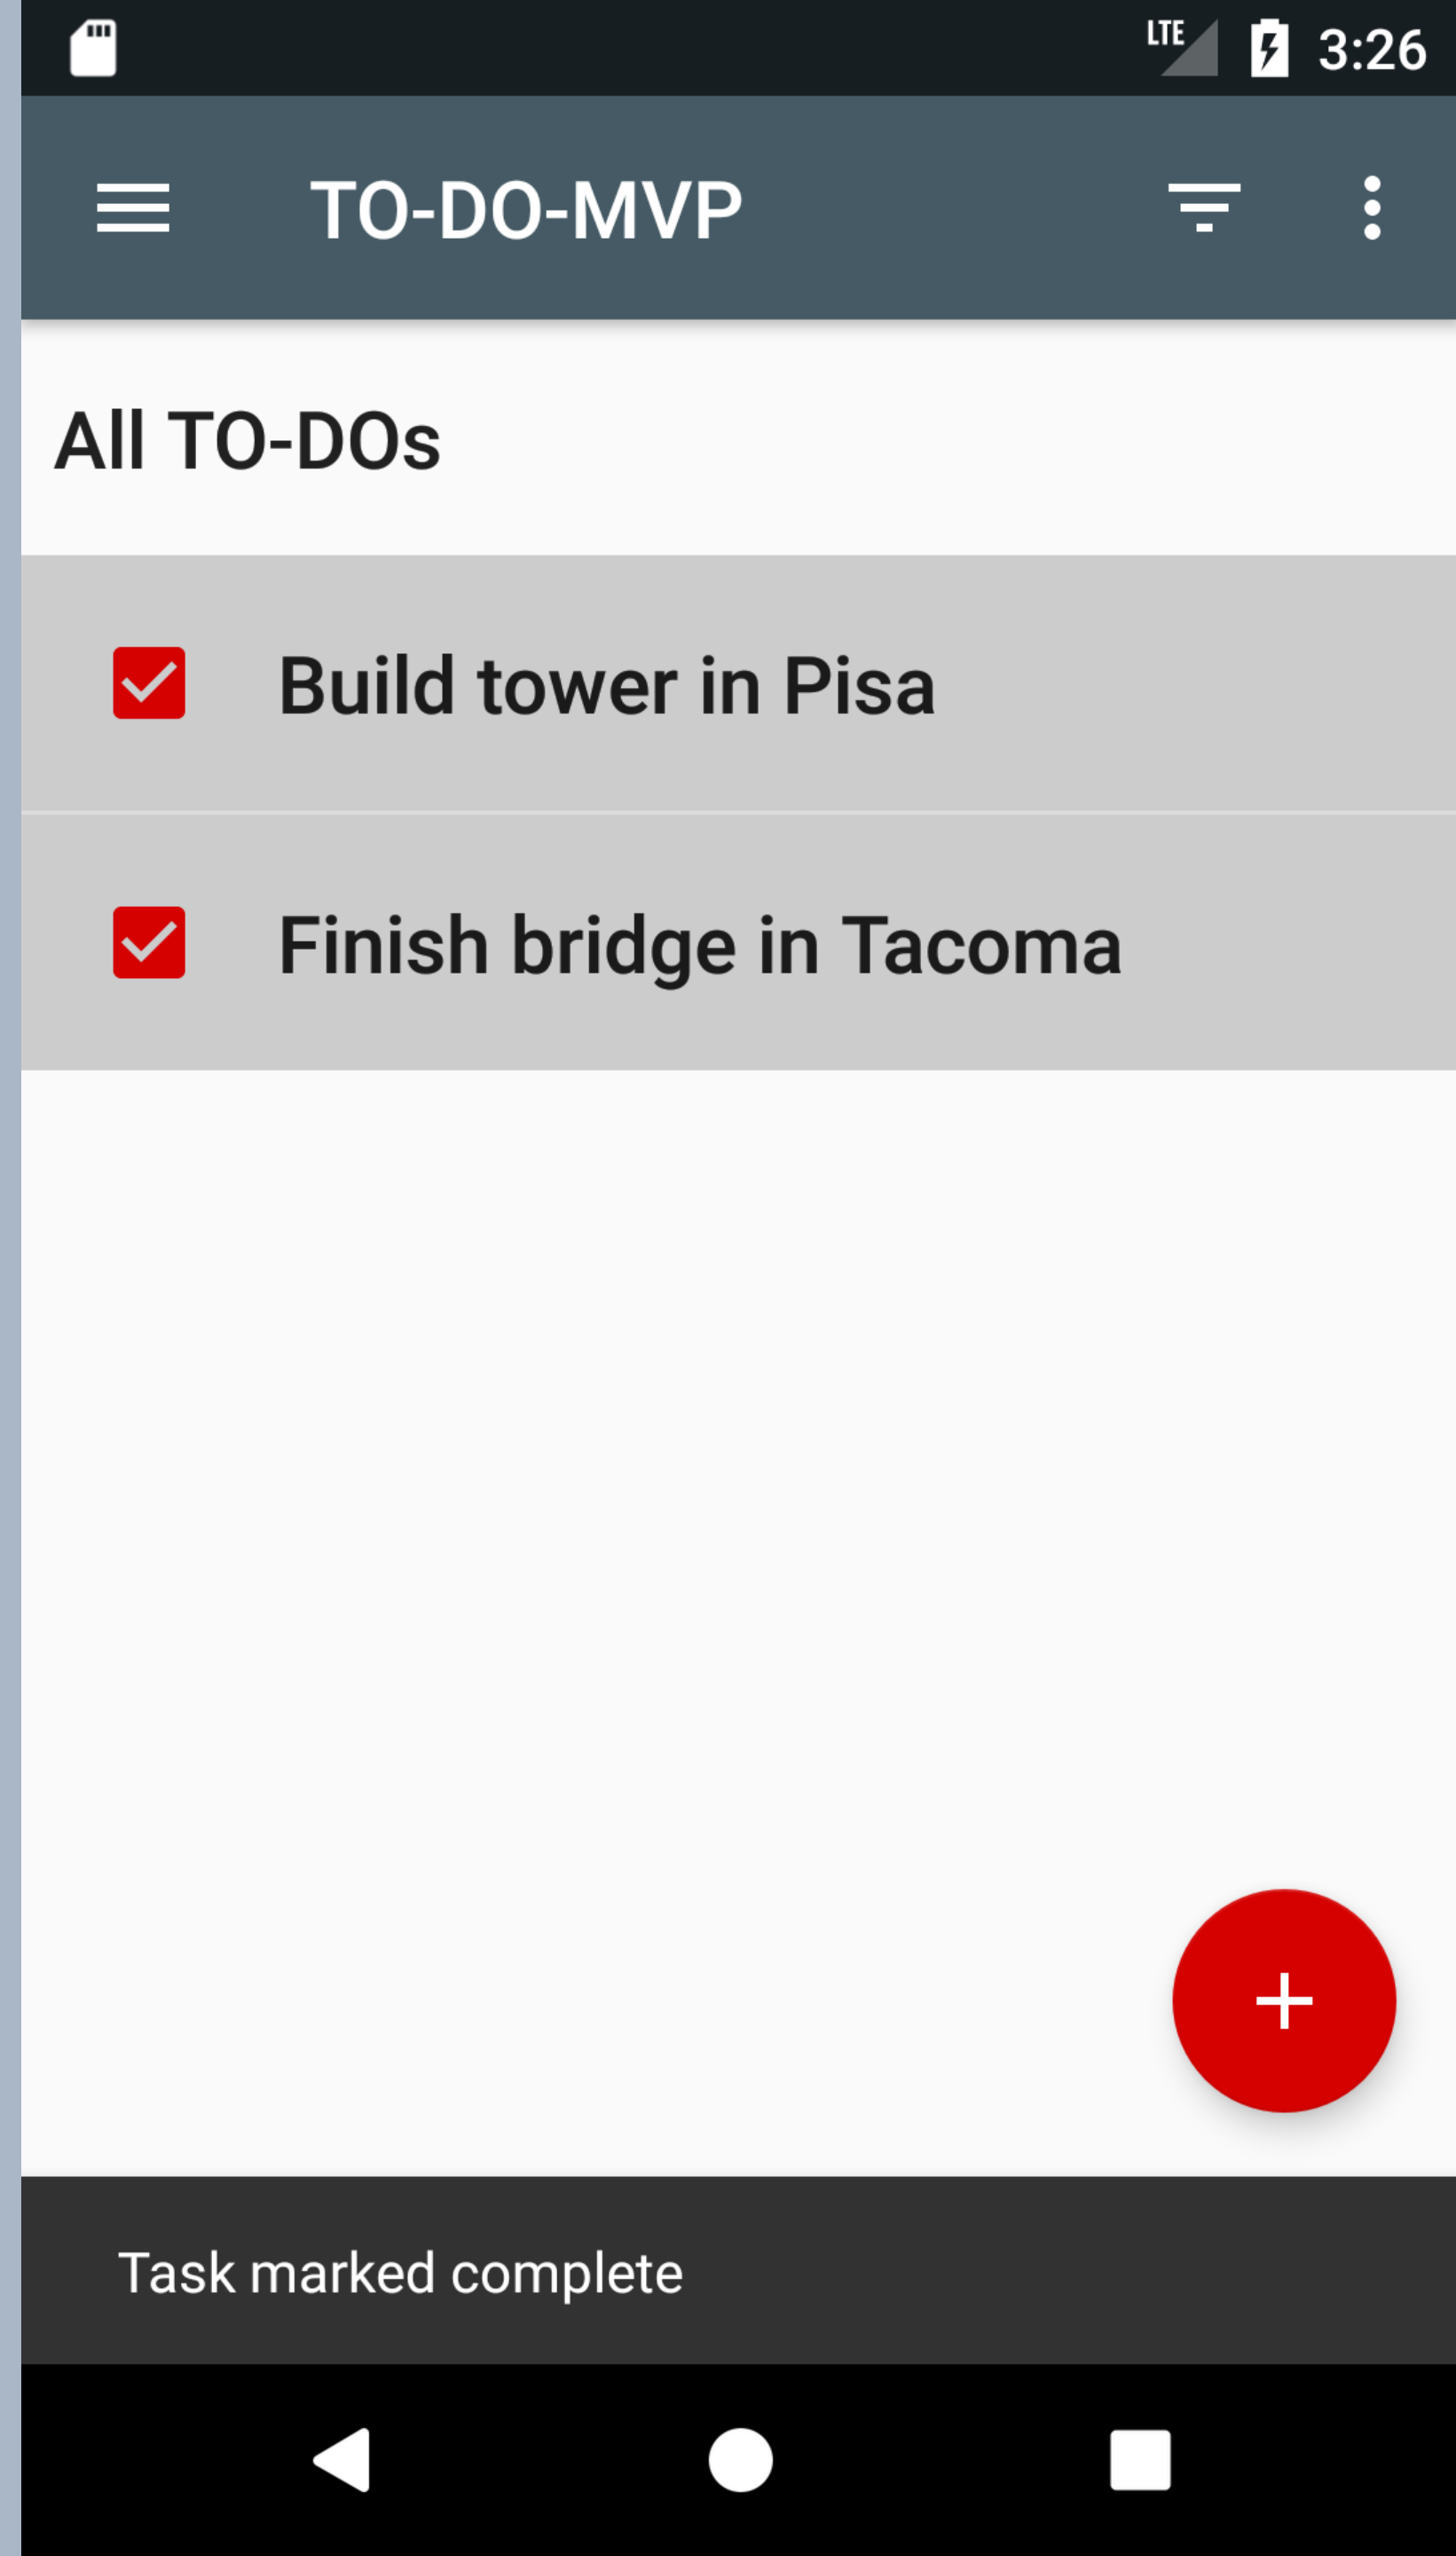 LTE 3:26
TO-DO-MVP
All TO-DOs
Build tower in Pisa
Finish bridge in Tacoma
Task marked complete